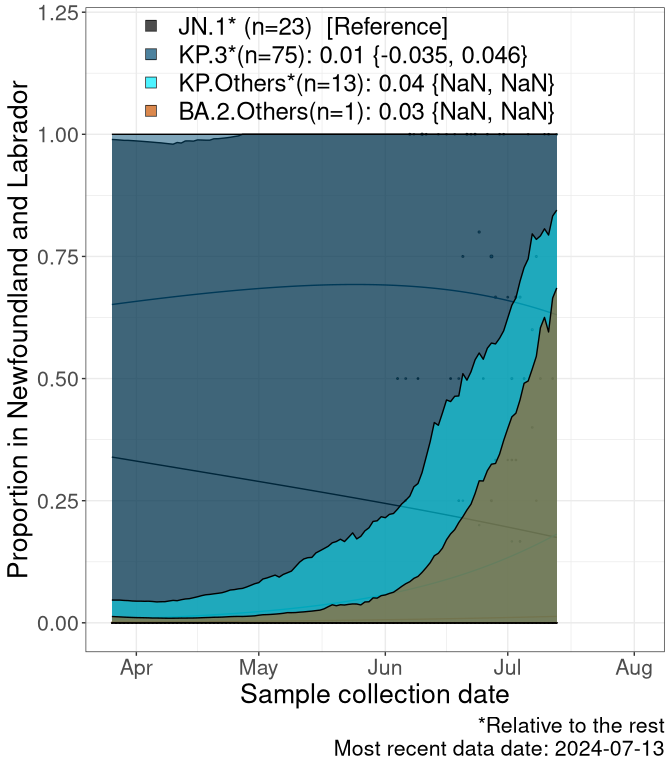 JN.1* (n=23)  [Reference]
KP.3*(n=75): 0.01 {-0.035, 0.046}
KP.Others*(n=13): 0.04 {NaN, NaN}
BA.2.Others(n=1): 0.03 {NaN, NaN}
1.25
1.00
0.75
0.50
0.25
0.00
Proportion in Newfoundland and Labrador
Apr May Jun Jul Aug
Sample collection date
*Relative to the rest
Most recent data date: 2024-07-13